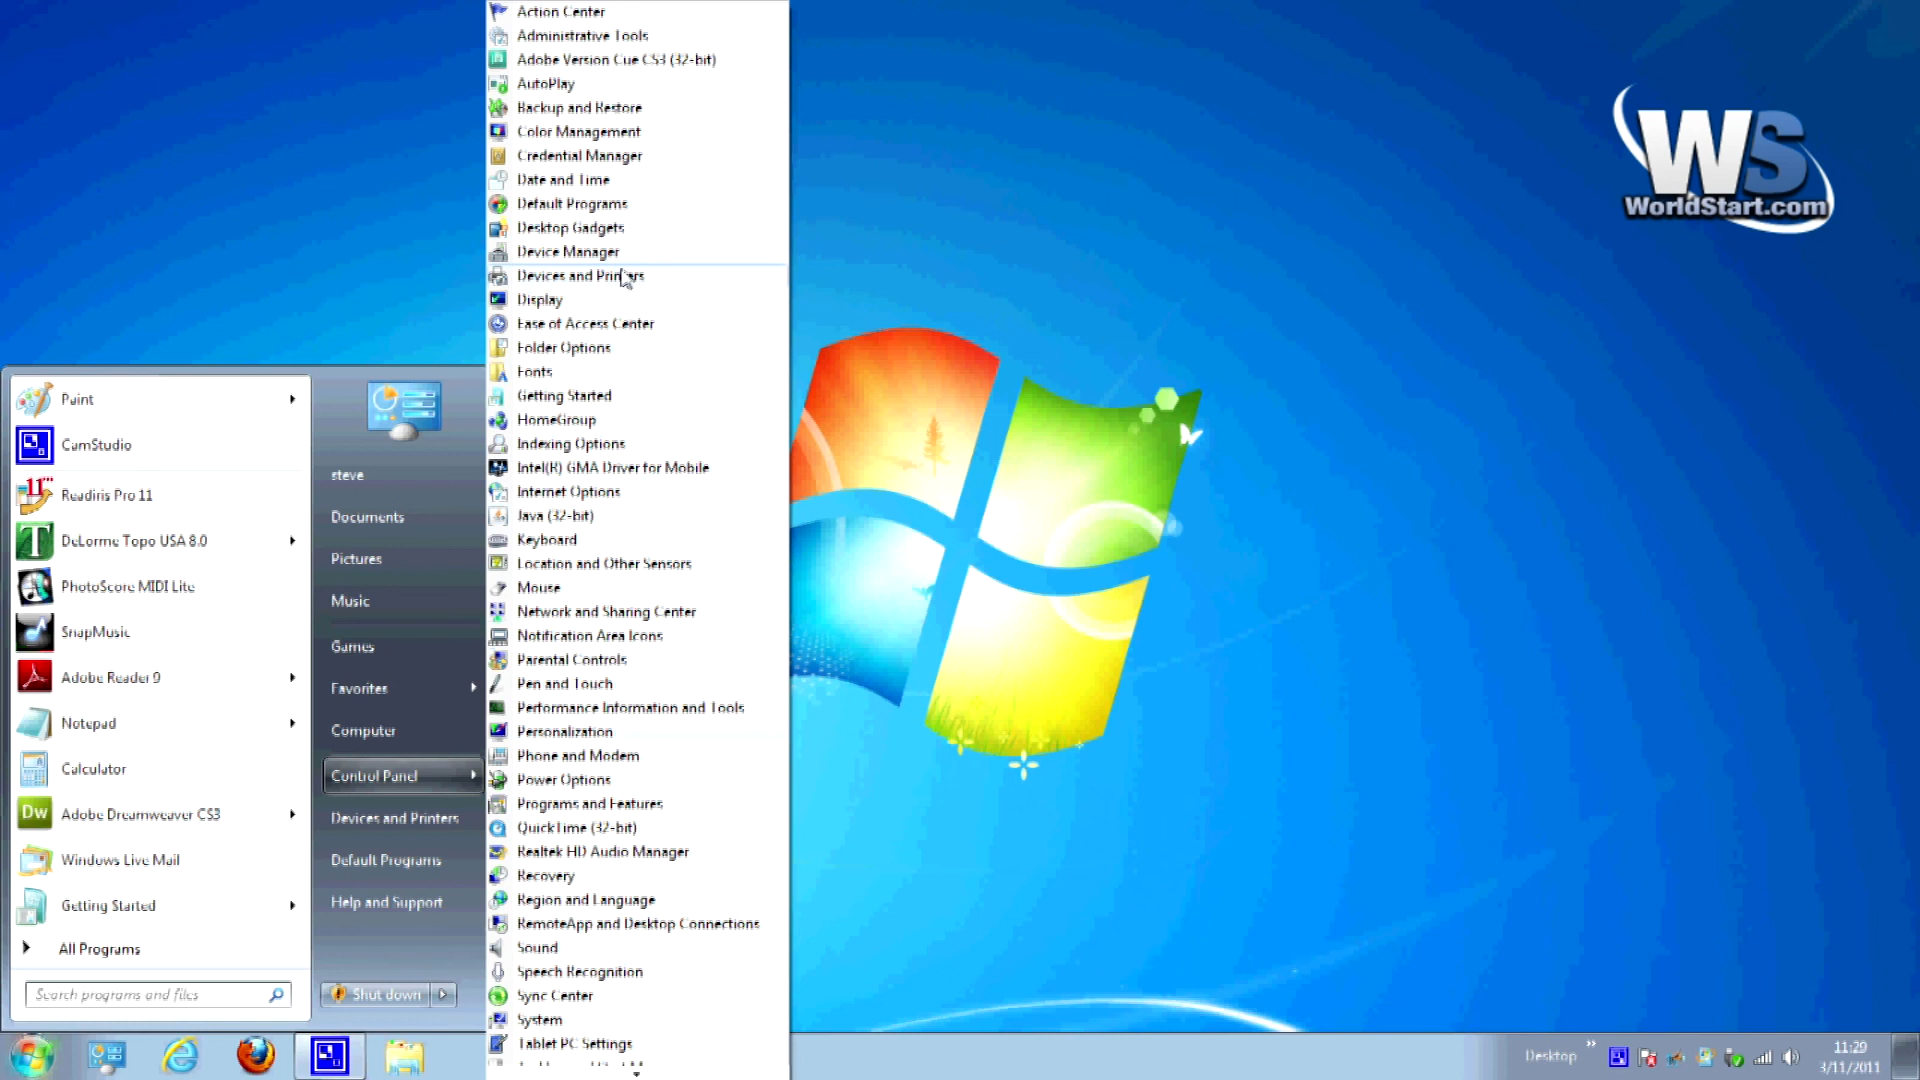 Action Center
Administrative Tools
Adobe Version Cue CS3 (32-bit)
AutoPlay
Backup and Restore
Color Management
Credential Manager
Date and Time
Default Programs
Desktop Gadgets
Device Manager
Devices and Printers
Display
Ease of Access Center
Folder Options
Fonts
Getting Started
HomeGroup
Indexing Options
Intel(R) GMA Driver for Mobile
Internet Options
Java (32-bit)
Keyboard
Location and Other Sensors
Mouse
Network and Sharing Center
Notification Area Icons
Parental Controls
Pen and Touch
Performance Information and Tools
Personalization
Phone and Modem
Power Options
Programs and Features
QuickTime (32-bit)
Realtek HD Audio Manager
Recovery
Region and Language
RemoteApp and Desktop Connections
Sound
Speech Recognition
Sync Center
System
Tablet PC Settings
WS
WorldStart.com
Paint
CamStudio
11
Readiris Pro 11
T
DeLorme Topo USA 8.0
PhotoScore MIDI Lite
SnapMusic
Adobe Reader 9
Notepad
Calculator
Dw
Adobe Dreamweaver CS3
Windows Live Mail
Getting Started
All Programs
Search programs and files
steve
Documents
Pictures
Music
Games
Favorites
Computer
Control Panel
Devices and Printers
Default Programs
Help and Support
Shut down
Desktop
11:29
3/11/2011